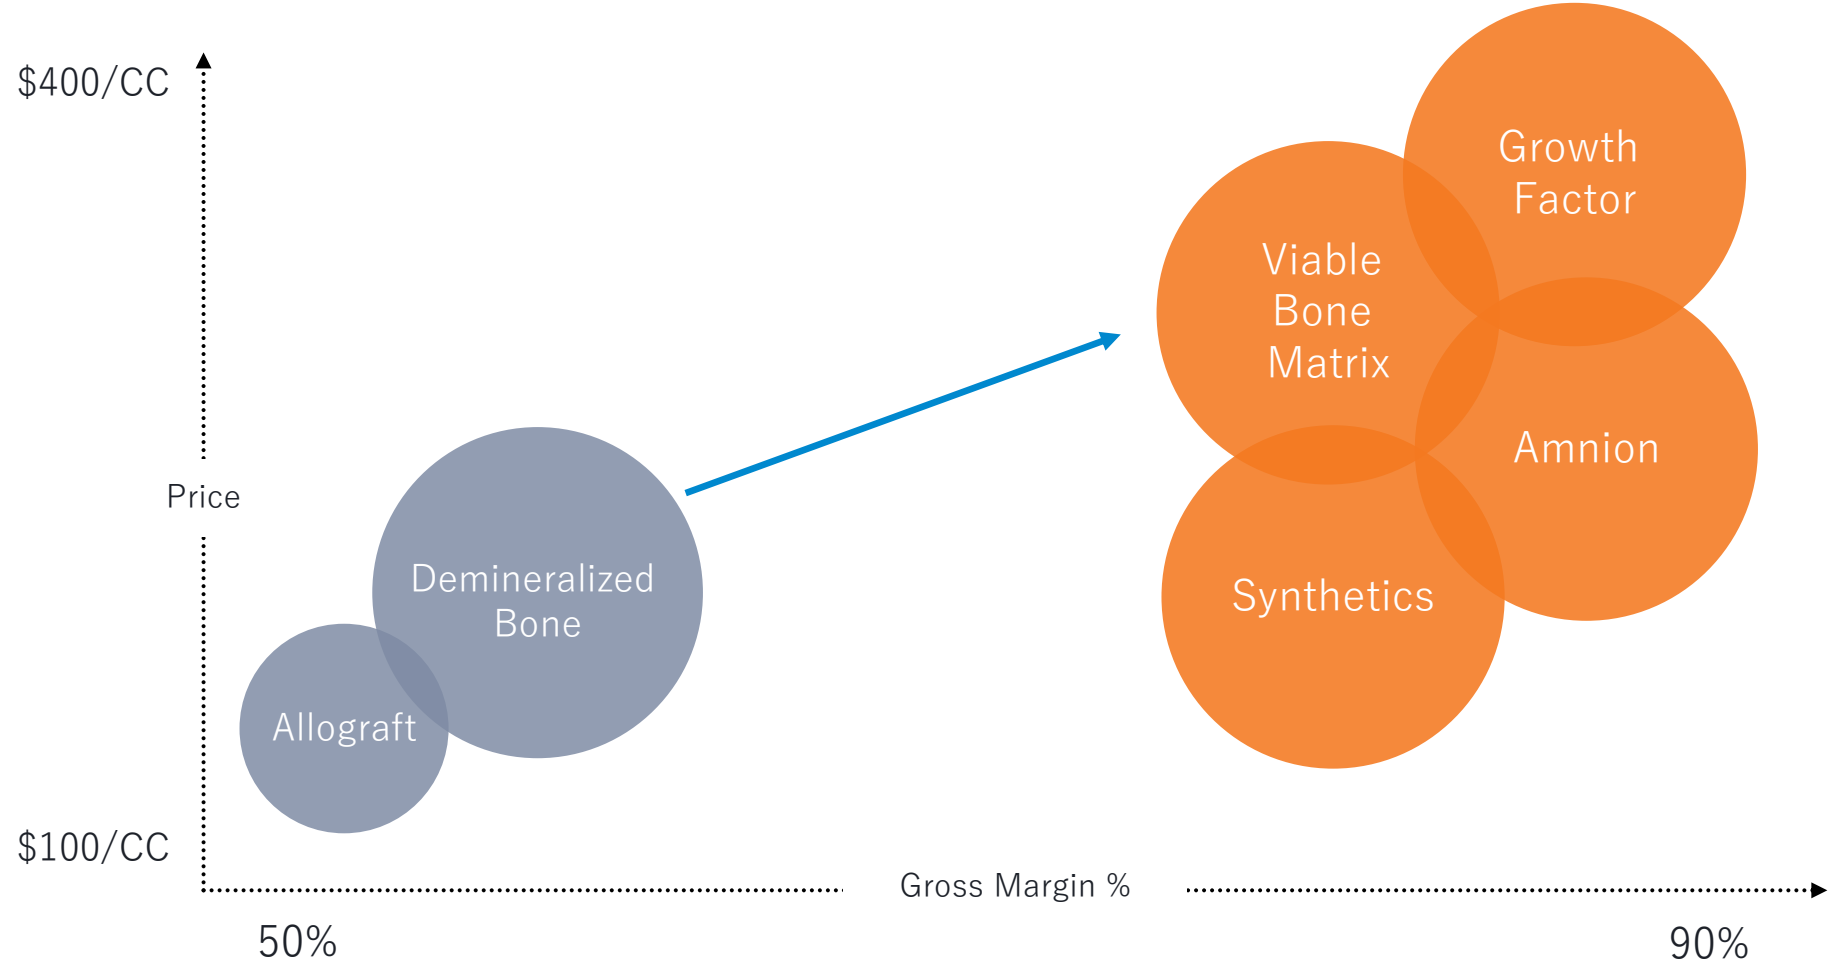 $400/CC
Growth
Factor
Viable
Bone
Matrix
Amnion
Price
Demineralized
Bone
Synthetics
Allograft
$100/CC
Gross Margin %
50%
90%